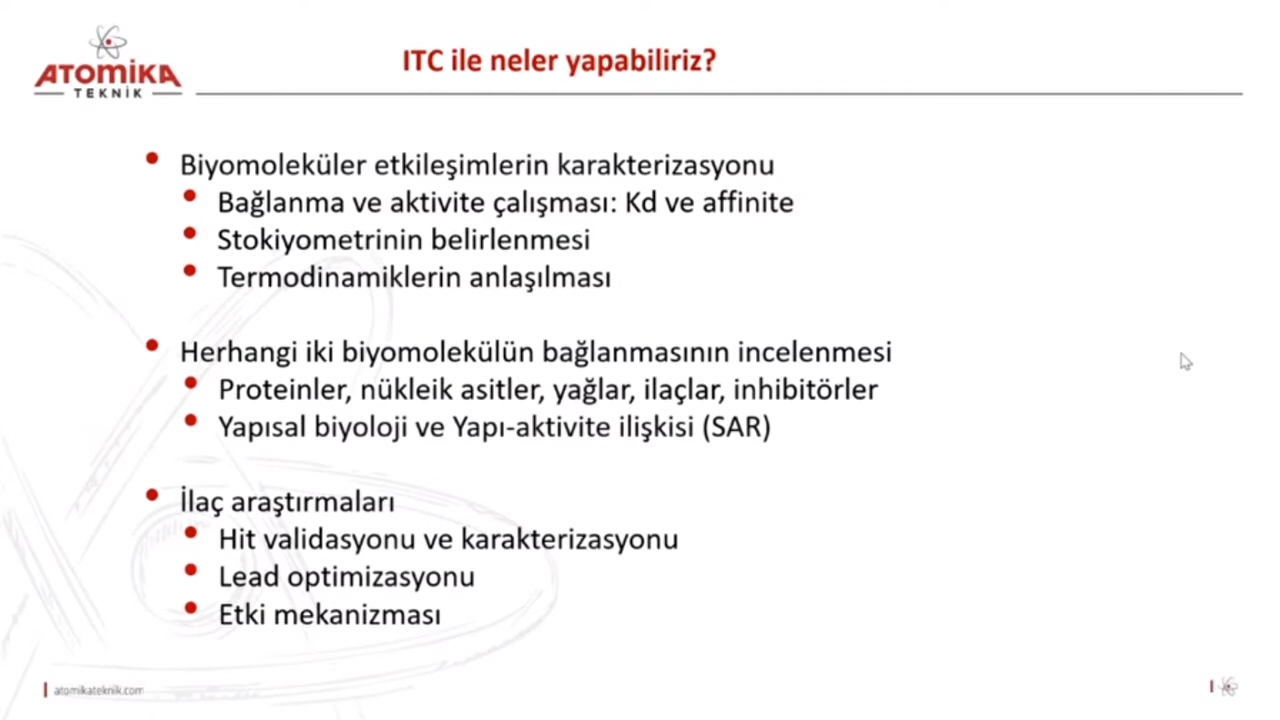 ATOMİKA
TEKNİK
ITC ile neler yapabiliriz?
• Biyomoleküler etkileşimlerin karakterizasyonu
• Bağlanma ve aktivite çalışması: Kd ve affinite
• Stokiyometrinin belirlenmesi
• Termodinamiklerin anlaşılması
• Herhangi iki biyomolekülün bağlanmasının incelenmesi
• Proteinler, nükleik asitler, yağlar, ilaçlar, inhibitörler
• Yapısal biyoloji ve Yapı-aktivite ilişkisi (SAR)
• İlaç araştırmaları
• Hit validasyonu ve karakterizasyonu
• Lead optimizasyonu
• Etki mekanizması
atomikateknik.com